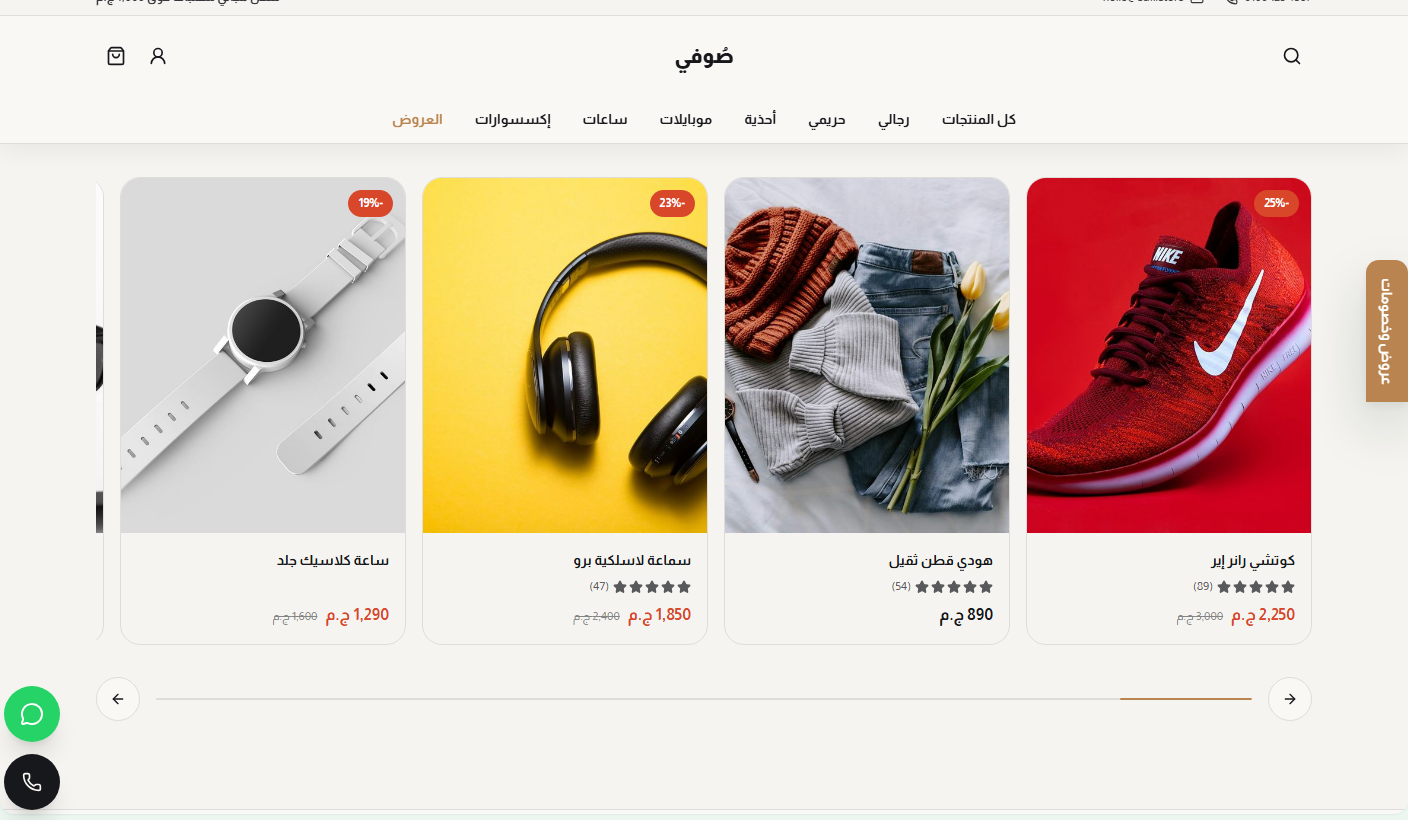 صُوفي
كل المنتجات رجالي حريمي أحذية موبايلات ساعات إكسسوارات العروض
-25%
-23%
-19%
NIKE
عروض وخصومات
كوتشي رانر إير
(89)
2,250 ج.م 3,000 ج.م
هودي قطن ثقيل
(54)
890 ج.م
سماعة لاسلكية برو
(47)
1,850 ج.م 2,400 ج.م
ساعة كلاسيك جلد
1,290 ج.م 1,600 ج.م